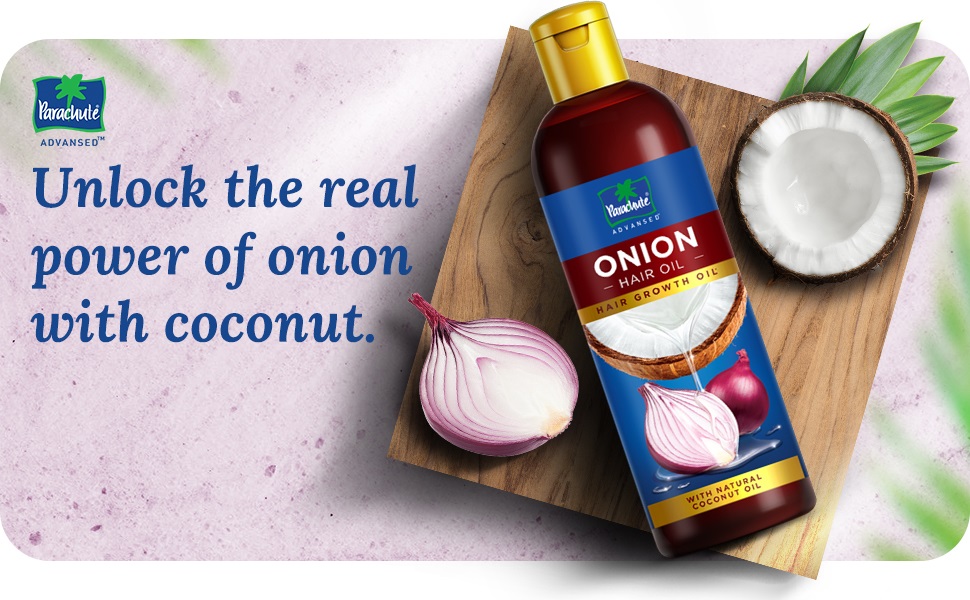 Parachute
ADVANSED™
Unlock the real
power of onion
with coconut.
Parachute
ADVANSED™
ONION
HAIR OIL
HAIR GROWTH OIL
WITH NATURAL
COCONUT OIL